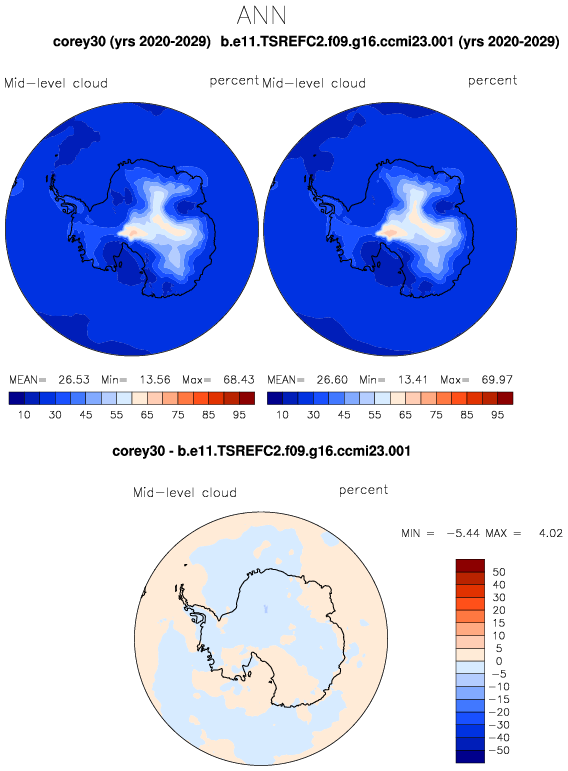 ANN
corey30 (yrs 2020-2029) b.e11.TSREFC2.f09.g16.ccmi23.001 (yrs 2020-2029)
Mid-level cloud percent Mid-level cloud percent
MEAN= 26.53 Min= 13.56 Max= 68.43 MEAN= 26.60 Min= 13.41 Max= 69.97
10 30 45 55 65 75 85 95 10 30 45 55 65 75 85 95
corey30 - b.e11.TSREFC2.f09.g16.ccmi23.001
Mid-level cloud percent
MIN = -5.44 MAX = 4.02
50
40
30
20
15
10
5
0
-5
-10
-15
-20
-30
-40
-50